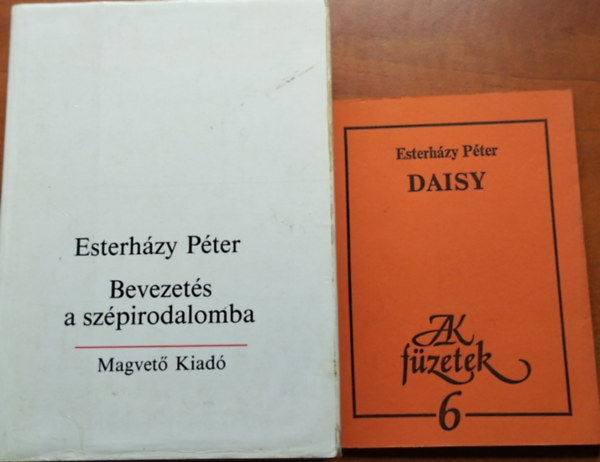 Esterházy Péter
Bevezetés
a szépirodalomba
Magvető Kiadó
Esterházy Péter
DAISY
AK
füzetek
6